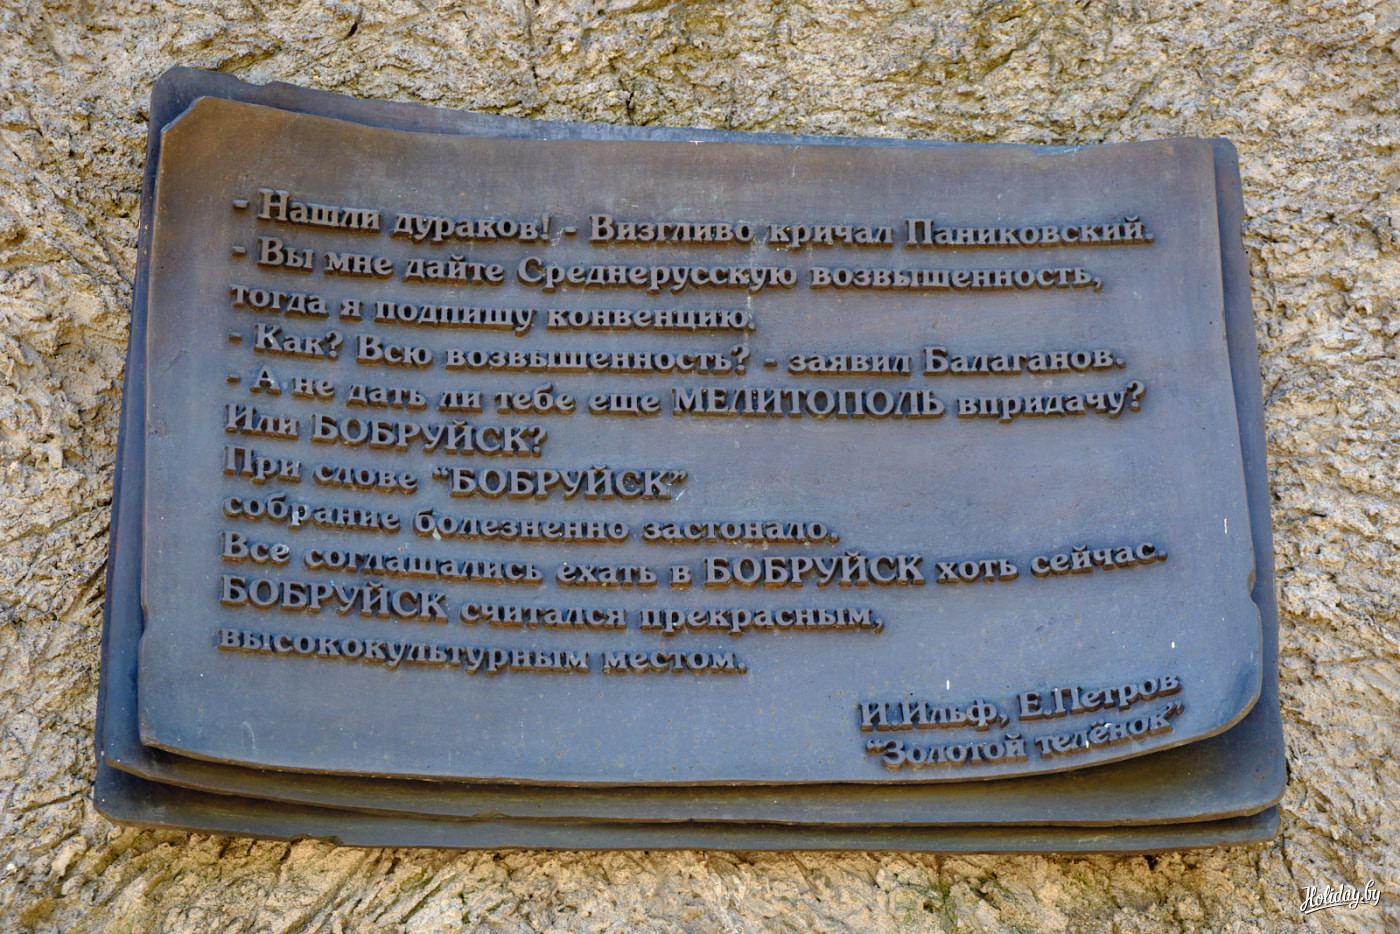 - Нашли дураков! - Визгливо кричал Паниковский.
- Вы мне дайте Среднерусскую возвышенность,
тогда я подпишу конвенцию.
- Как? Всю возвышенность? - заявил Балаганов.
- А не дать ли тебе еще МЕЛИТОПОЛЬ впридачу?
Или БОБРУЙСК?
При слове “БОБРУЙСК”
собрание болезненно застонало.
Все соглашались ехать в БОБРУЙСК хоть сейчас.
БОБРУЙСК считался прекрасным,
высококультурным местом.
И.Ильф, Е.Петров
“Золотой телёнок”
Holiday.by